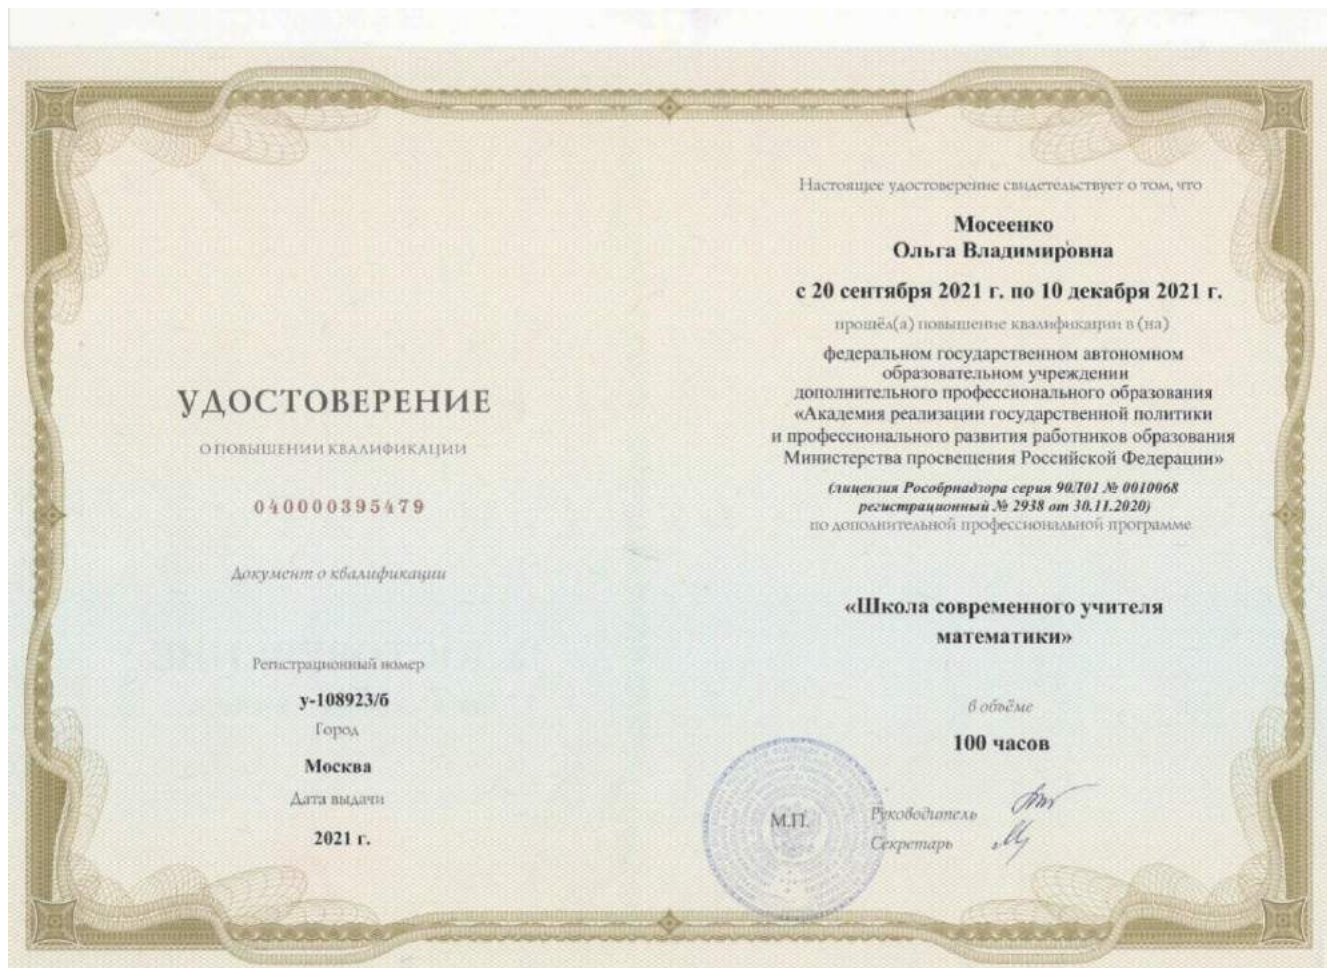 УДОСТОВЕРЕНИЕ
О ПОВЫШЕНИИ КВАЛИФИКАЦИИ
040000395479
Документ о квалификации
Регистрационный номер
у-108923/б
Город
Москва
Дата выдачи
2021 г.
Настоящее удостоверение свидетельствует о том, что
Мосеенко
Ольга Владимировна
с 20 сентября 2021 г. по 10 декабря 2021 г.
прошёл(а) повышение квалификации в (на)
федеральном государственном автономном
образовательном учреждении
дополнительного профессионального образования
«Академия реализации государственной политики
и профессионального развития работников образования
Министерства просвещения Российской Федерации»
(лицензия Рособрнадзора серия 90Л01 № 0010068
регистрационный № 2938 от 30.11.2020)
по дополнительной профессиональной программе
«Школа современного учителя
математики»
в объёме
100 часов
М.П.
Руководитель
Секретарь